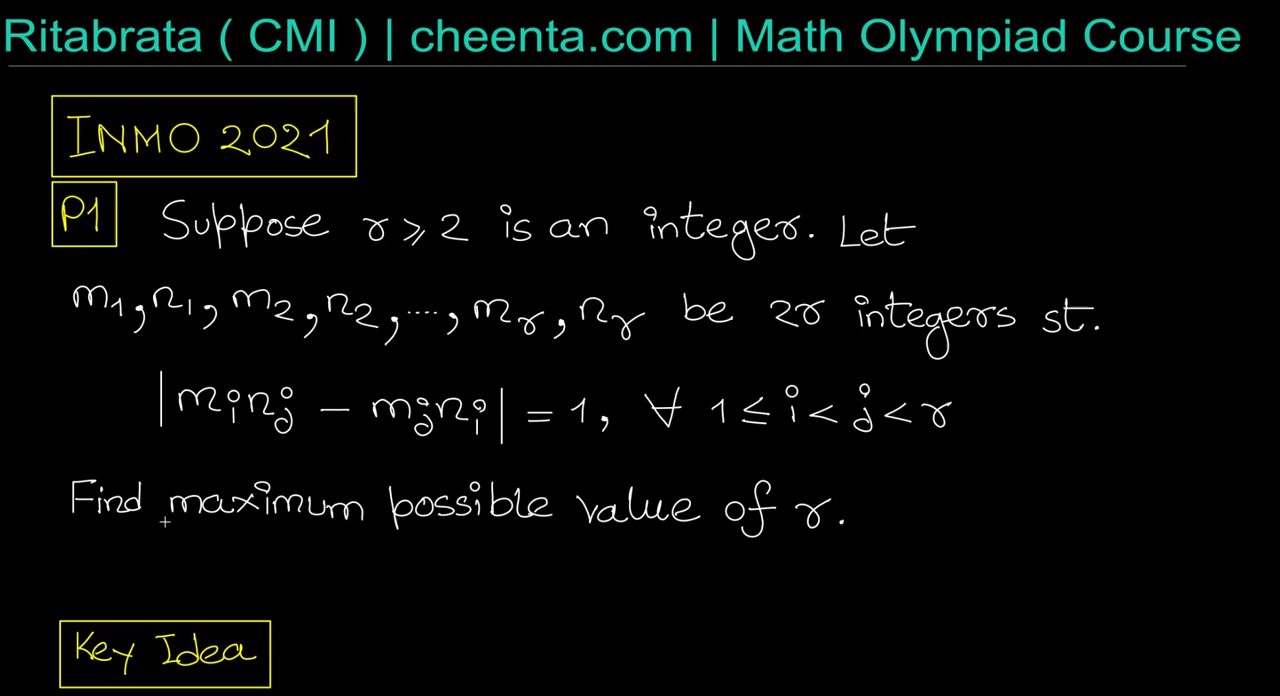 Ritabrata ( CMI ) | cheenta.com | Math Olympiad Course
INMO 2021
P1 Suppose r ⩾ 2 is an integer. Let
m₁, n₁, m₂, n₂, ...., mᵣ, nᵣ be 2r integers st.
|mᵢnⱼ − mⱼnᵢ| = 1, ∀ 1 ≤ i < j < r
Find maximum possible value of r.
Key Idea